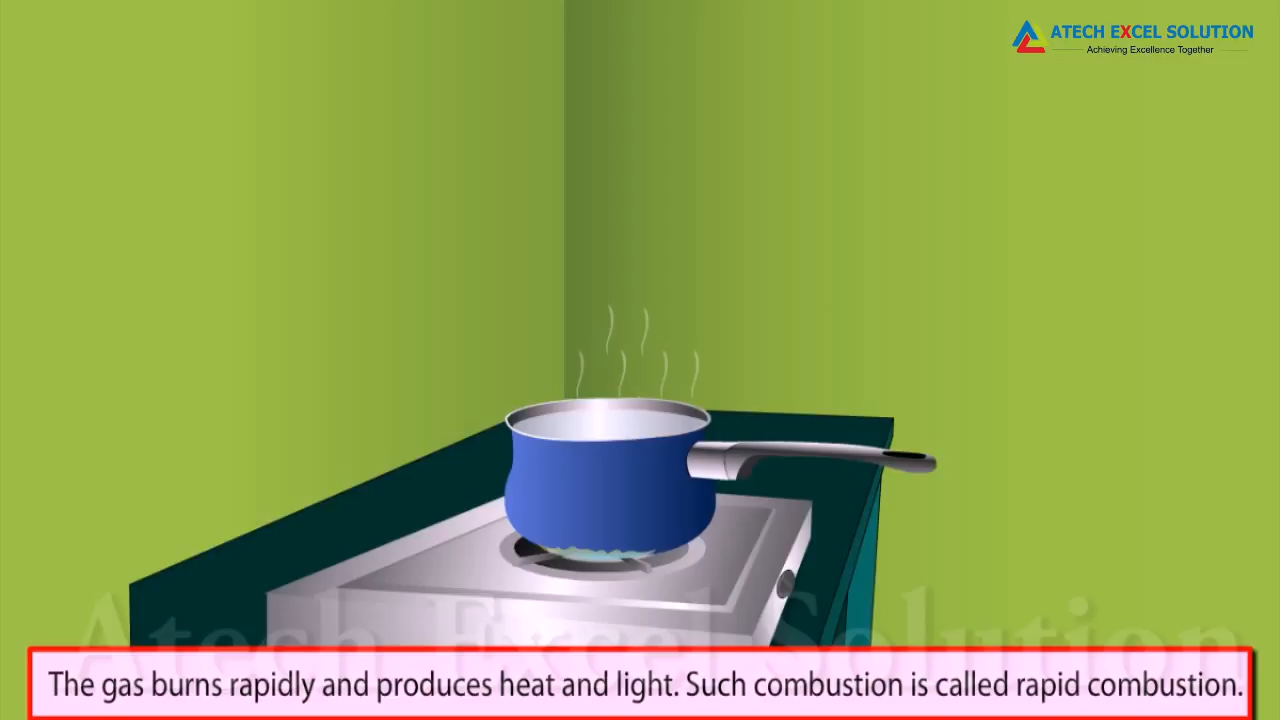 ATECH EXCEL SOLUTION
Achieving Excellence Together
Atech Excel Solution
The gas burns rapidly and produces heat and light. Such combustion is called rapid combustion.